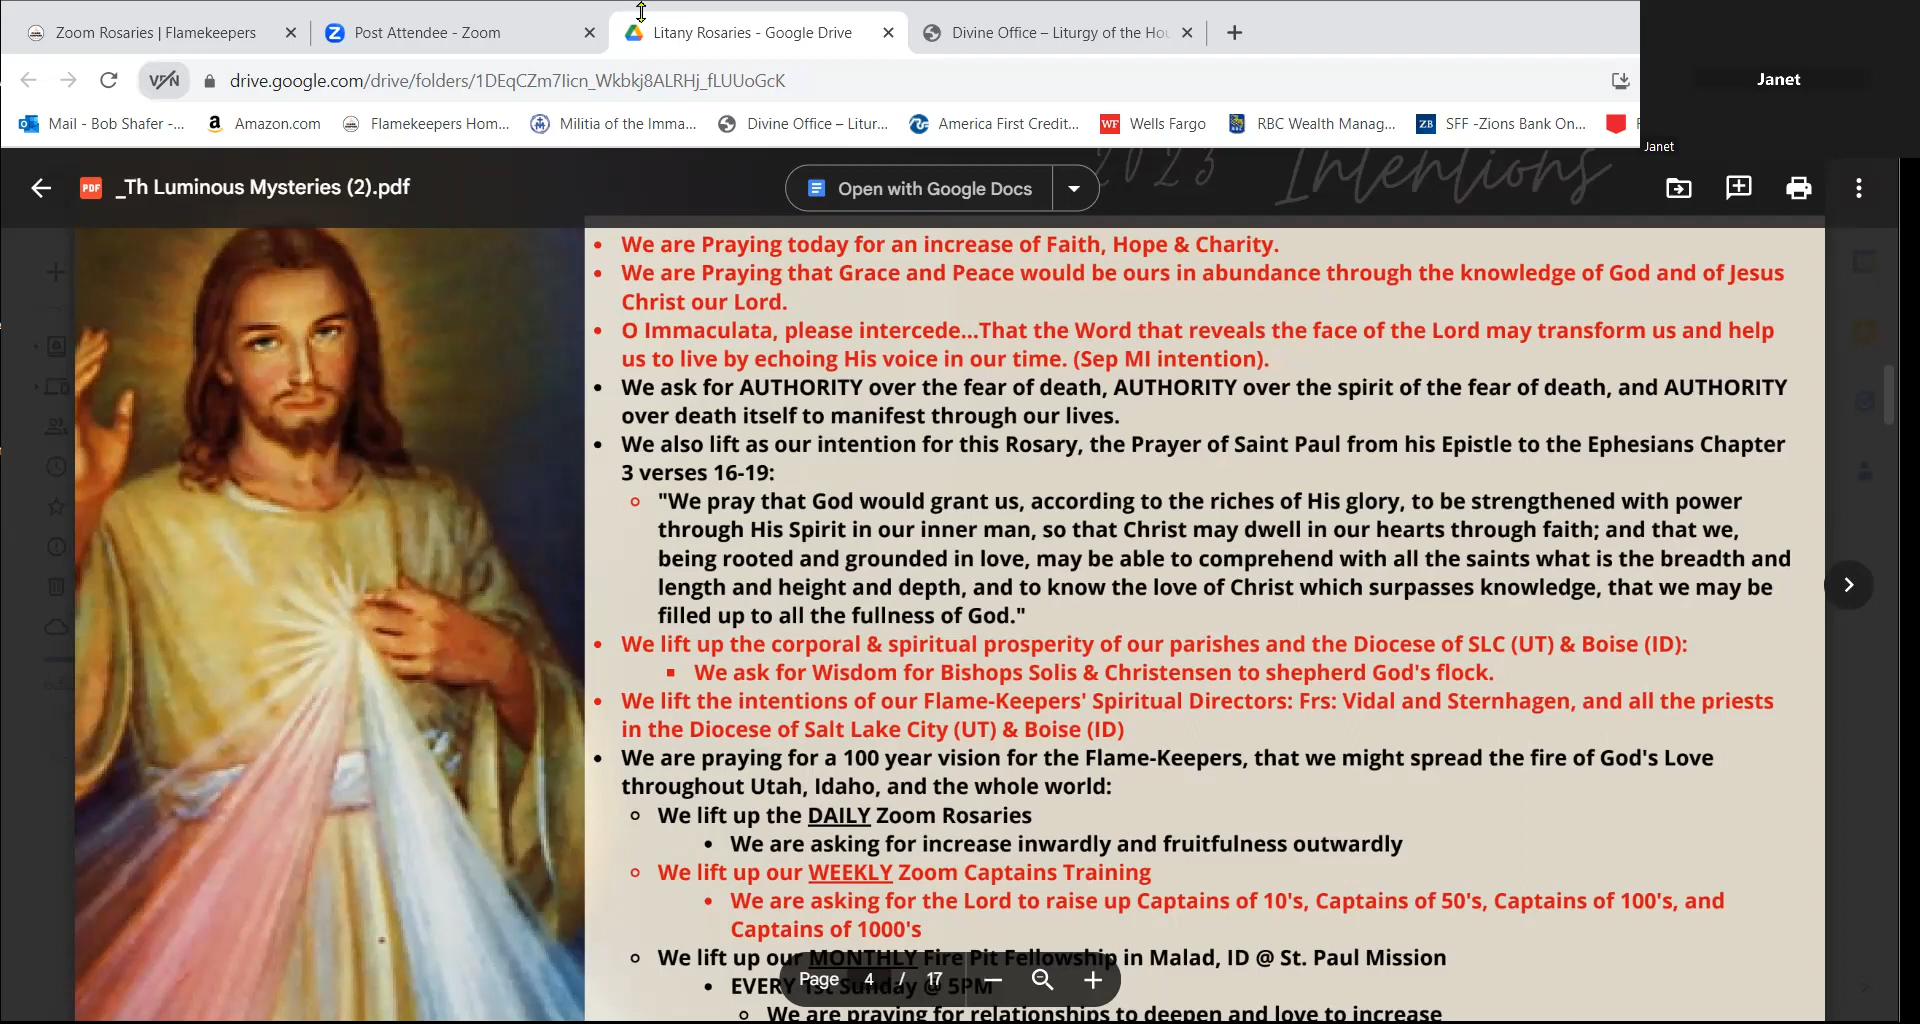 Zoom Rosaries | Flamekeepers
Post Attendee - Zoom
Litany Rosaries - Google Drive
Divine Office – Liturgy of the Hou
Janet
VPN
drive.google.com/drive/folders/1DEqCZm7Iicn_Wkbkj8ALRHj_fLUUoGcK
Mail - Bob Shafer -...
Amazon.com
Flamekeepers Hom...
Militia of the Imma...
Divine Office – Litur...
America First Credit...
WF Wells Fargo
RBC Wealth Manag...
ZB SFF -Zions Bank On...
Janet
2023 Intentions
PDF _Th Luminous Mysteries (2).pdf
Open with Google Docs
• We are Praying today for an increase of Faith, Hope & Charity.
• We are Praying that Grace and Peace would be ours in abundance through the knowledge of God and of Jesus
Christ our Lord.
• O Immaculata, please intercede...That the Word that reveals the face of the Lord may transform us and help
us to live by echoing His voice in our time. (Sep MI intention).
• We ask for AUTHORITY over the fear of death, AUTHORITY over the spirit of the fear of death, and AUTHORITY
over death itself to manifest through our lives.
• We also lift as our intention for this Rosary, the Prayer of Saint Paul from his Epistle to the Ephesians Chapter
3 verses 16-19:
○ "We pray that God would grant us, according to the riches of His glory, to be strengthened with power
through His Spirit in our inner man, so that Christ may dwell in our hearts through faith; and that we,
being rooted and grounded in love, may be able to comprehend with all the saints what is the breadth and
length and height and depth, and to know the love of Christ which surpasses knowledge, that we may be
filled up to all the fullness of God."
• We lift up the corporal & spiritual prosperity of our parishes and the Diocese of SLC (UT) & Boise (ID):
▪ We ask for Wisdom for Bishops Solis & Christensen to shepherd God's flock.
• We lift the intentions of our Flame-Keepers' Spiritual Directors: Frs: Vidal and Sternhagen, and all the priests
in the Diocese of Salt Lake City (UT) & Boise (ID)
• We are praying for a 100 year vision for the Flame-Keepers, that we might spread the fire of God's Love
throughout Utah, Idaho, and the whole world:
○ We lift up the DAILY Zoom Rosaries
• We are asking for increase inwardly and fruitfulness outwardly
○ We lift up our WEEKLY Zoom Captains Training
• We are asking for the Lord to raise up Captains of 10's, Captains of 50's, Captains of 100's, and
Captains of 1000's
○ We lift up our MONTHLY Fire Pit Fellowship in Malad, ID @ St. Paul Mission
• EVERY 1st Sunday @ 5PM
○ We are praying for relationships to deepen and love to increase
Page 4 / 17